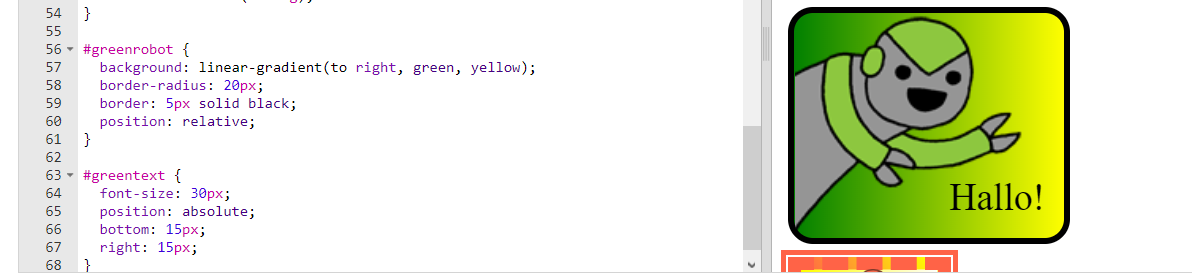 54 }
55
56 #greenrobot {
57 background: linear-gradient(to right, green, yellow);
58 border-radius: 20px;
59 border: 5px solid black;
60 position: relative;
61 }
62
63 #greentext {
64 font-size: 30px;
65 position: absolute;
66 bottom: 15px;
67 right: 15px;
68 }
Hallo!